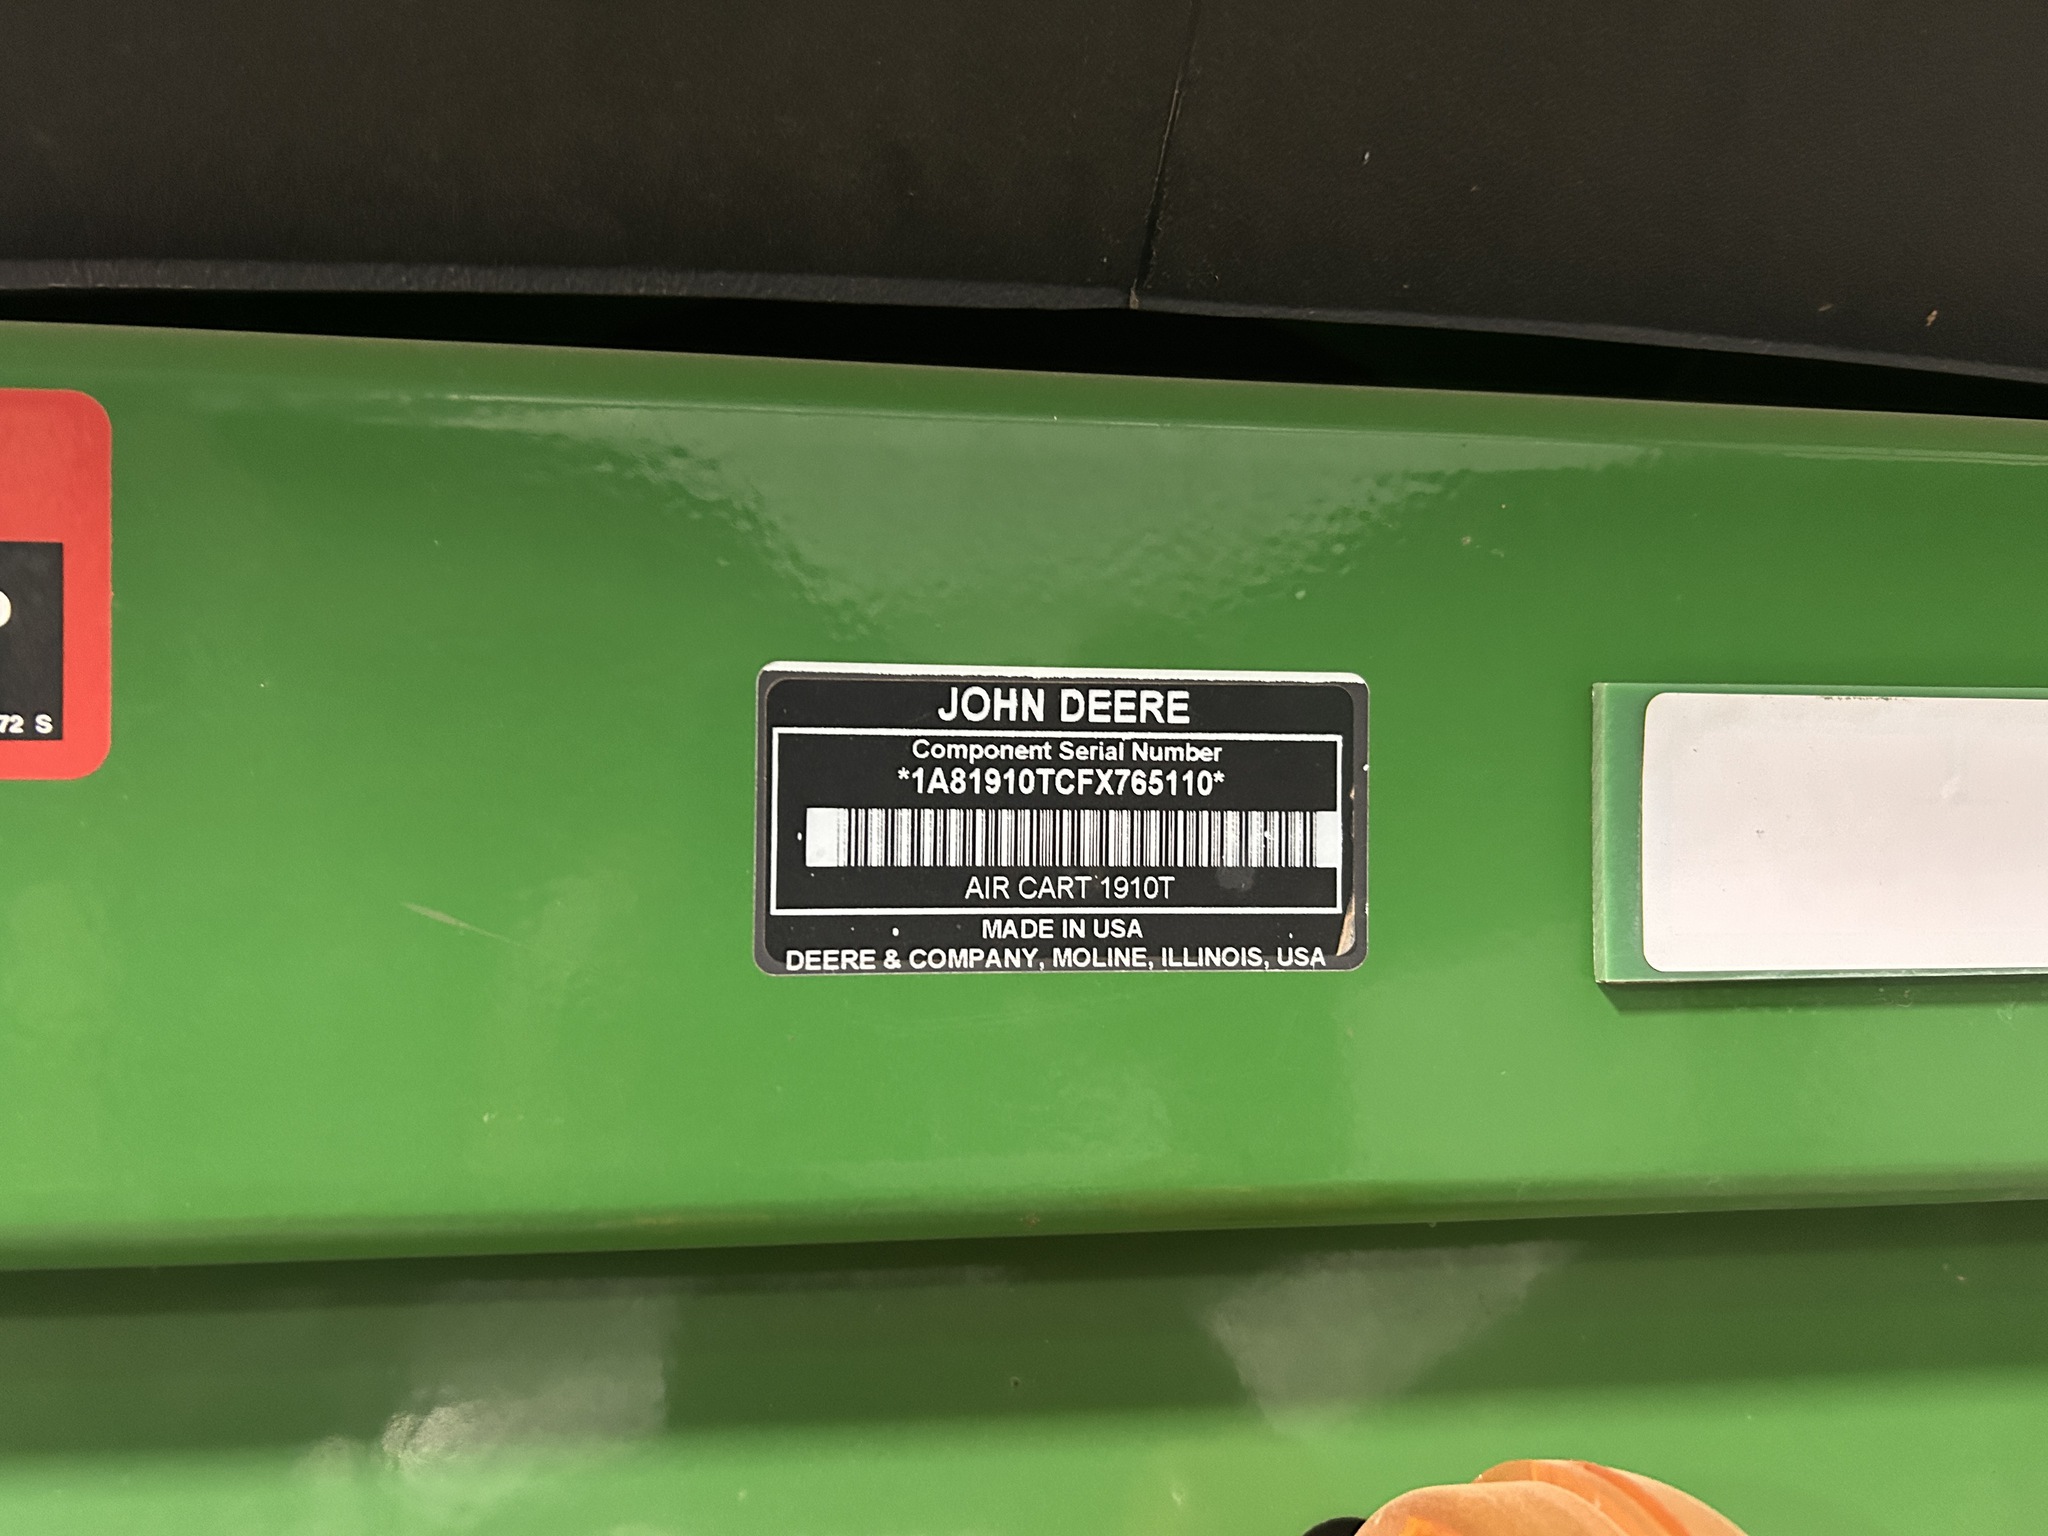 JOHN DEERE
Component Serial Number
*1A81910TCFX765110*
AIR CART 1910T
MADE IN USA
DEERE & COMPANY, MOLINE, ILLINOIS, USA
72 S